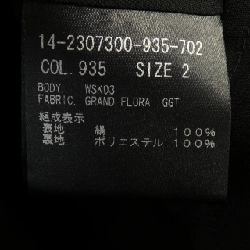 14-2307300-935-702
COL. 935 SIZE 2
BODY WSK03
FABRIC. GRAND FLORA GGT
組成表示
表地 絹 100%
裏地 ポリエステル 100%